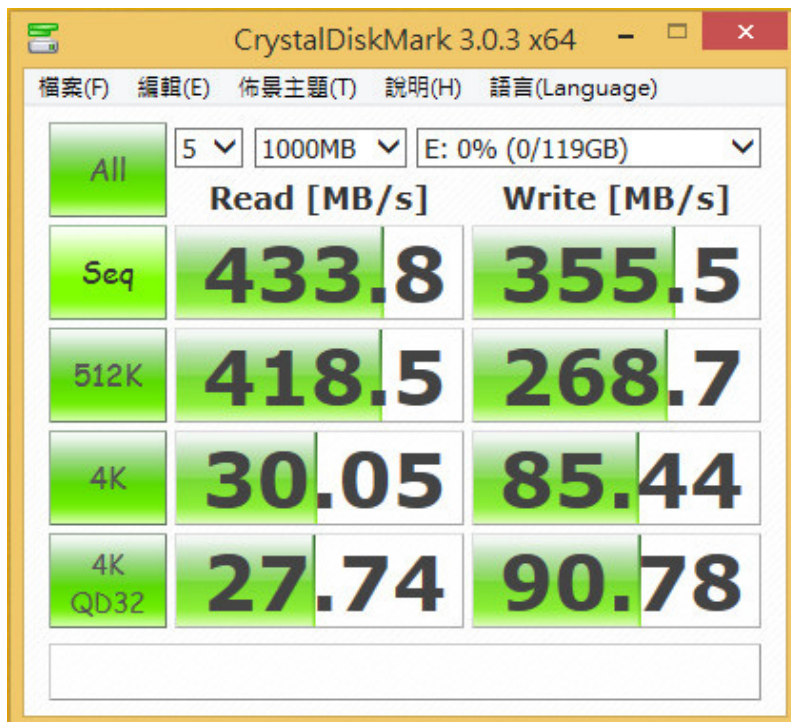 CrystalDiskMark 3.0.3 x64
檔案(F) 編輯(E) 佈景主題(T) 說明(H) 語言(Language)
All 5 1000MB E: 0% (0/119GB)
Read [MB/s] Write [MB/s]
Seq 433.8 355.5
512K 418.5 268.7
4K 30.05 85.44
4K QD32 27.74 90.78